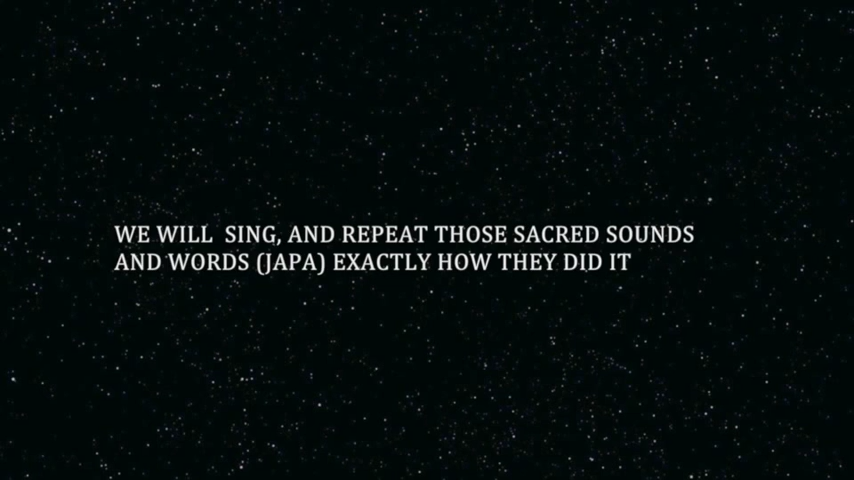 WE WILL  SING, AND REPEAT THOSE SACRED SOUNDS
AND WORDS (JAPA) EXACTLY HOW THEY DID IT